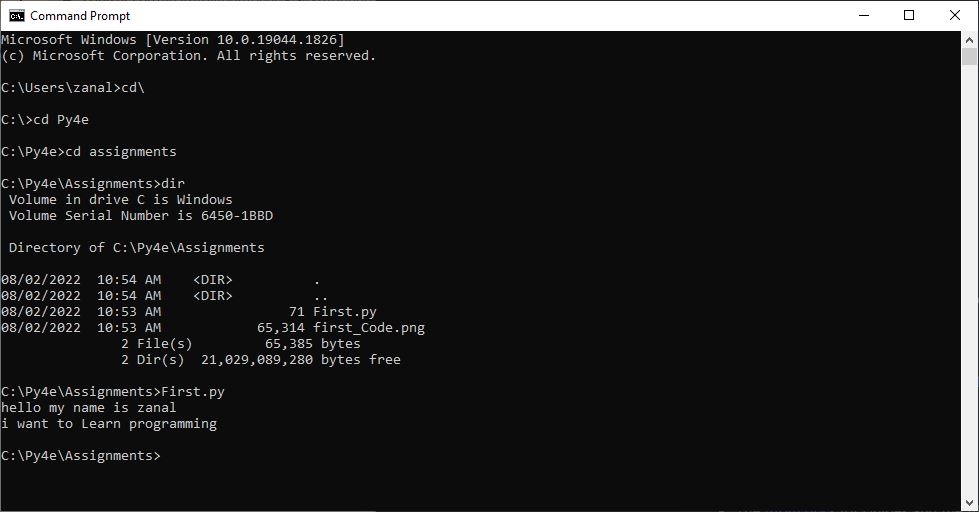 Command Prompt
Microsoft Windows [Version 10.0.19044.1826]
(c) Microsoft Corporation. All rights reserved.
C:\Users\zanal>cd\
C:\>cd Py4e
C:\Py4e>cd assignments
C:\Py4e\Assignments>dir
 Volume in drive C is Windows
 Volume Serial Number is 6450-1BBD
 Directory of C:\Py4e\Assignments
08/02/2022  10:54 AM    <DIR>          .
08/02/2022  10:54 AM    <DIR>          ..
08/02/2022  10:53 AM                71 First.py
08/02/2022  10:53 AM            65,314 first_Code.png
               2 File(s)         65,385 bytes
               2 Dir(s)  21,029,089,280 bytes free
C:\Py4e\Assignments>First.py
hello my name is zanal
i want to Learn programming
C:\Py4e\Assignments>